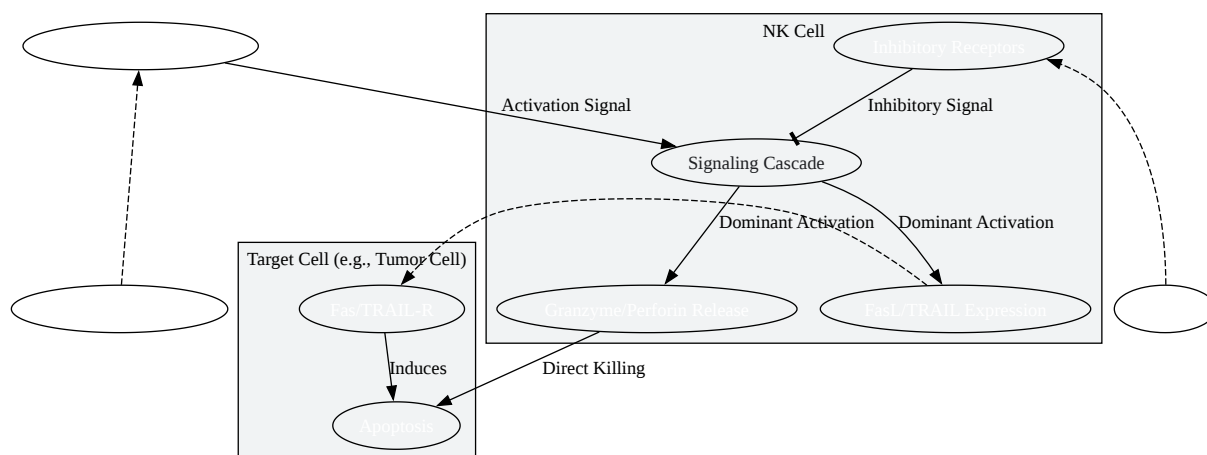 NK Cell
Inhibitory Receptors
Activation Signal
Inhibitory Signal
Signaling Cascade
Dominant Activation
Dominant Activation
Target Cell (e.g., Tumor Cell)
Fas/TRAIL-R
Granzyme/Perforin Release
FasL/TRAIL Expression
Induces
Direct Killing
Apoptosis